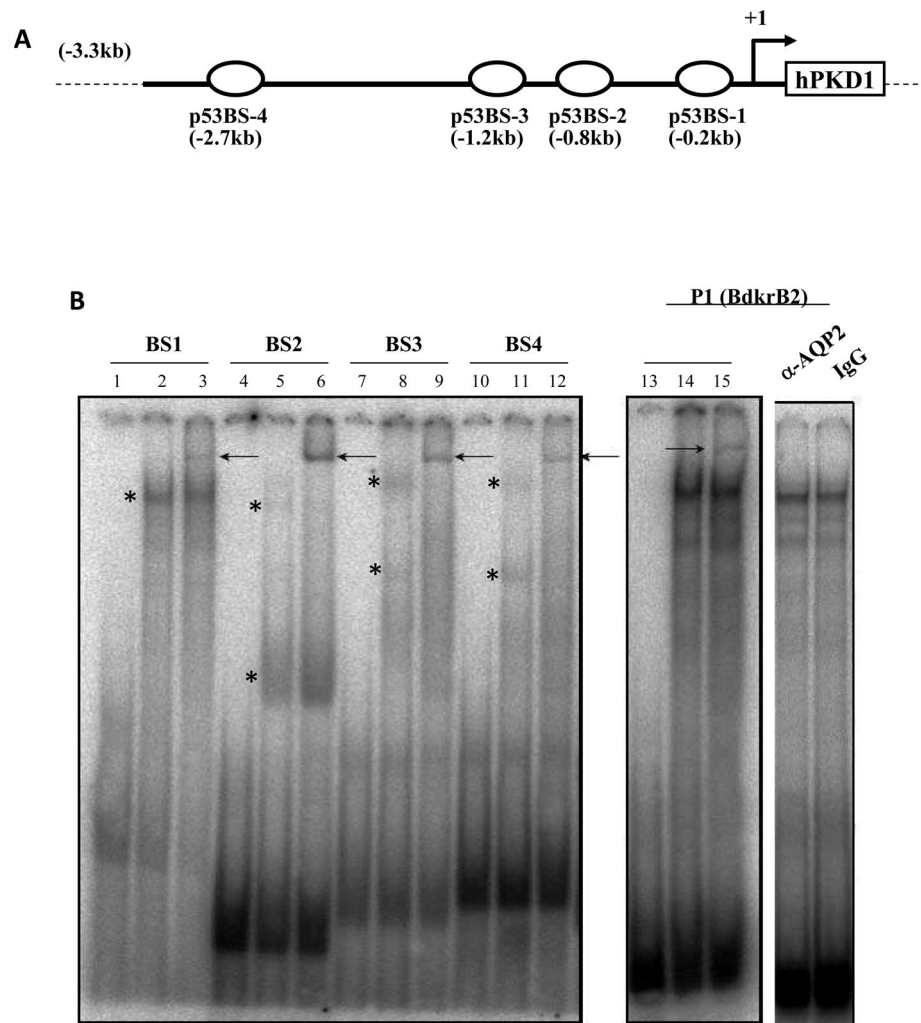 A
(-3.3kb)
+1
hPKD1
p53BS-4
(-2.7kb)
p53BS-3
(-1.2kb)
p53BS-2
(-0.8kb)
p53BS-1
(-0.2kb)
B
BS1
BS2
BS3
BS4
P1 (BdkrB2)
α-AQP2
IgG
1 2 3 4 5 6 7 8 9 10 11 12 13 14 15
* * * * * * *